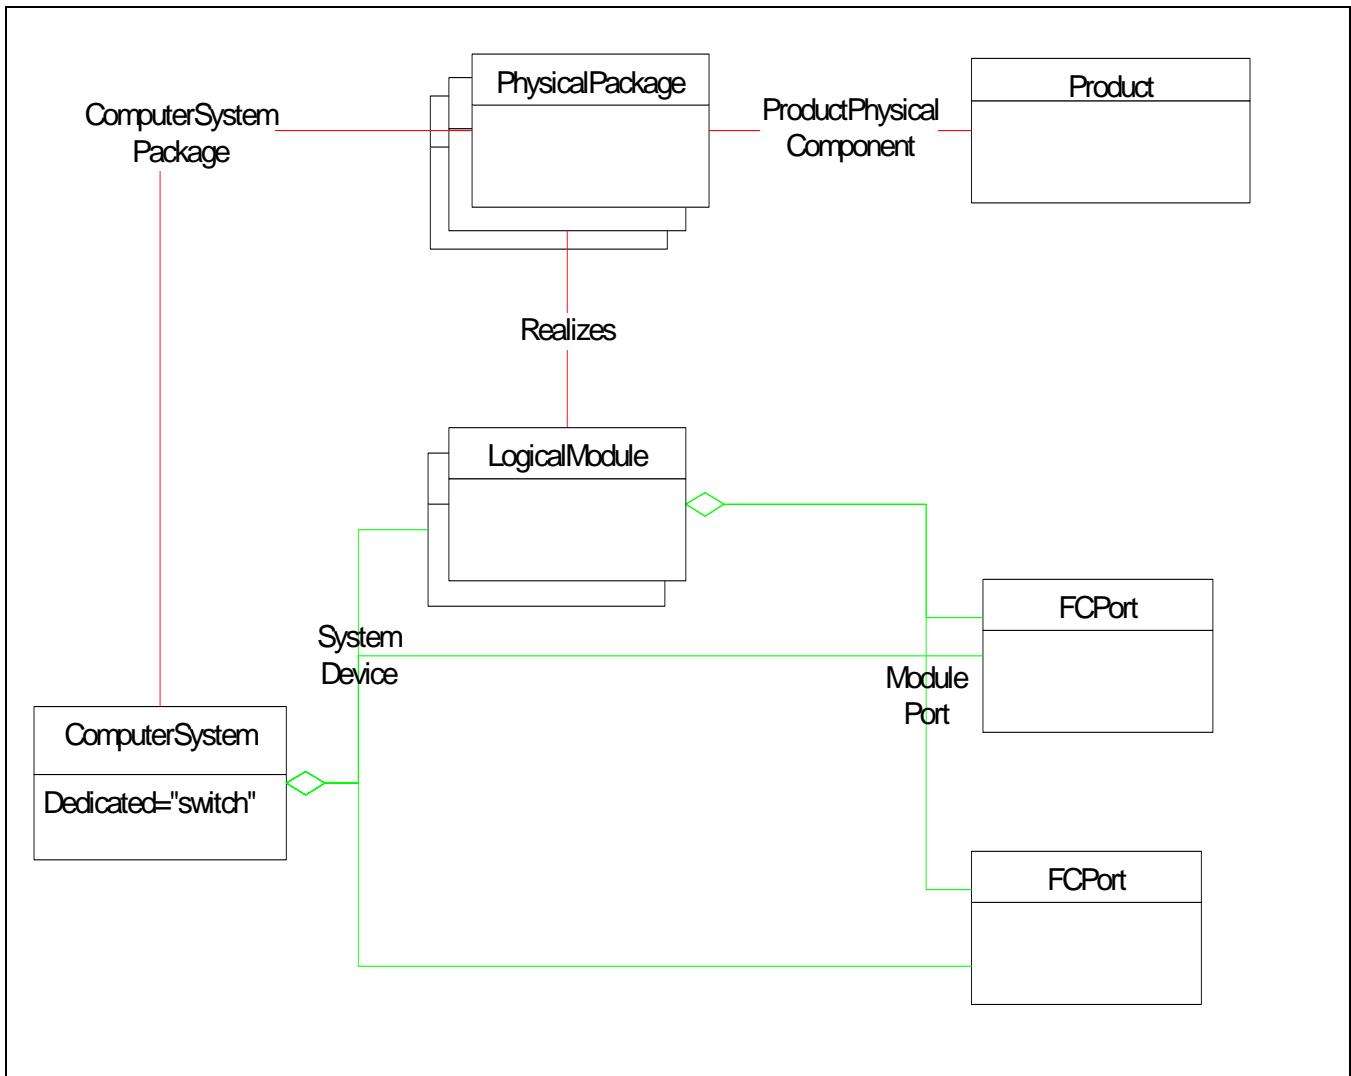 PhysicalPackage
Product
ComputerSystem
Package
ProductPhysical
Component
Realizes
LogicalModule
FCPort
System
Device
Module
Port
ComputerSystem
Dedicated="switch"
FCPort